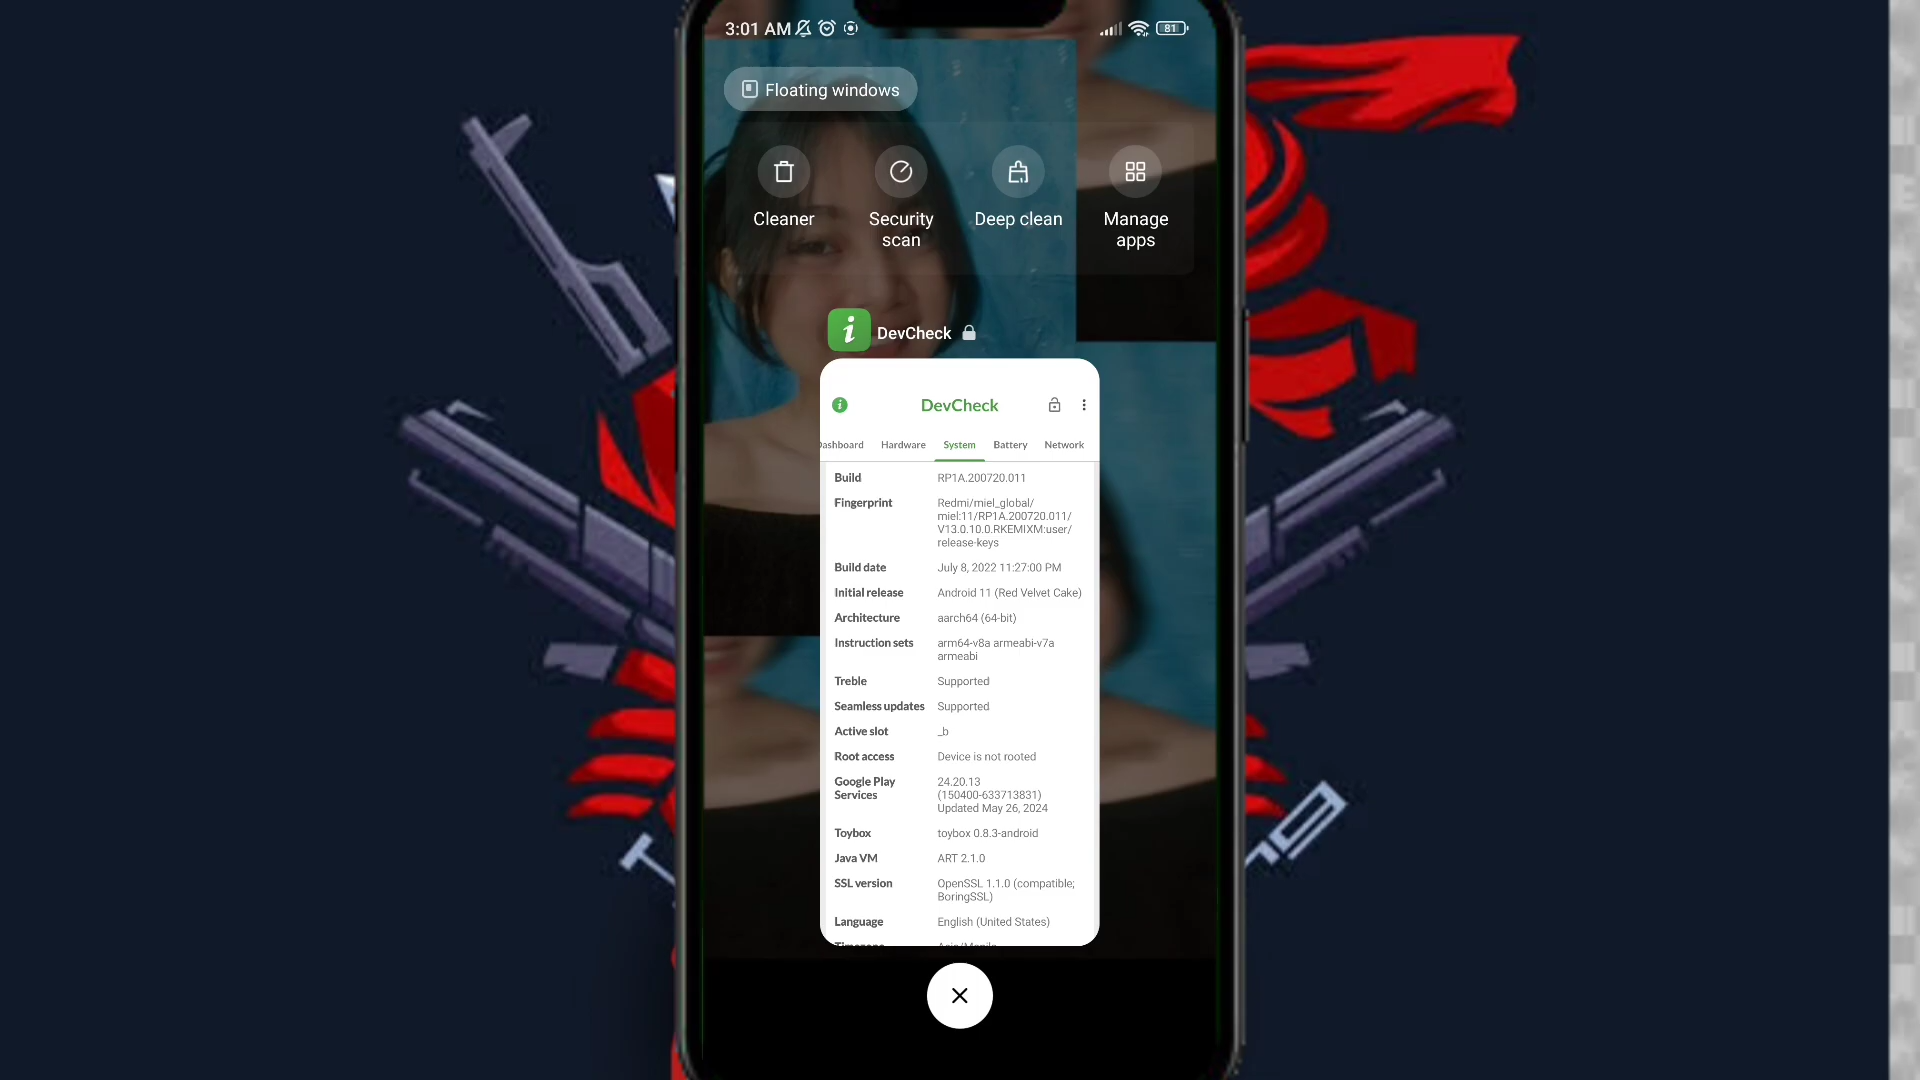 3:01 AM
81
Floating windows
Cleaner
Security
scan
Deep clean
Manage
apps
DevCheck
DevCheck
Dashboard Hardware System Battery Network
Build RP1A.200720.011
Fingerprint Redmi/miel_global/
miel:11/RP1A.200720.011/
V13.0.10.0.RKEMIXM:user/
release-keys
Build date July 8, 2022 11:27:00 PM
Initial release Android 11 (Red Velvet Cake)
Architecture aarch64 (64-bit)
Instruction sets arm64-v8a armeabi-v7a
armeabi
Treble Supported
Seamless updates Supported
Active slot _b
Root access Device is not rooted
Google Play
Services
24.20.13
(150400-633713831)
Updated May 26, 2024
Toybox toybox 0.8.3-android
Java VM ART 2.1.0
SSL version OpenSSL 1.1.0 (compatible;
BoringSSL)
Language English (United States)
Timezone Asia/Manila